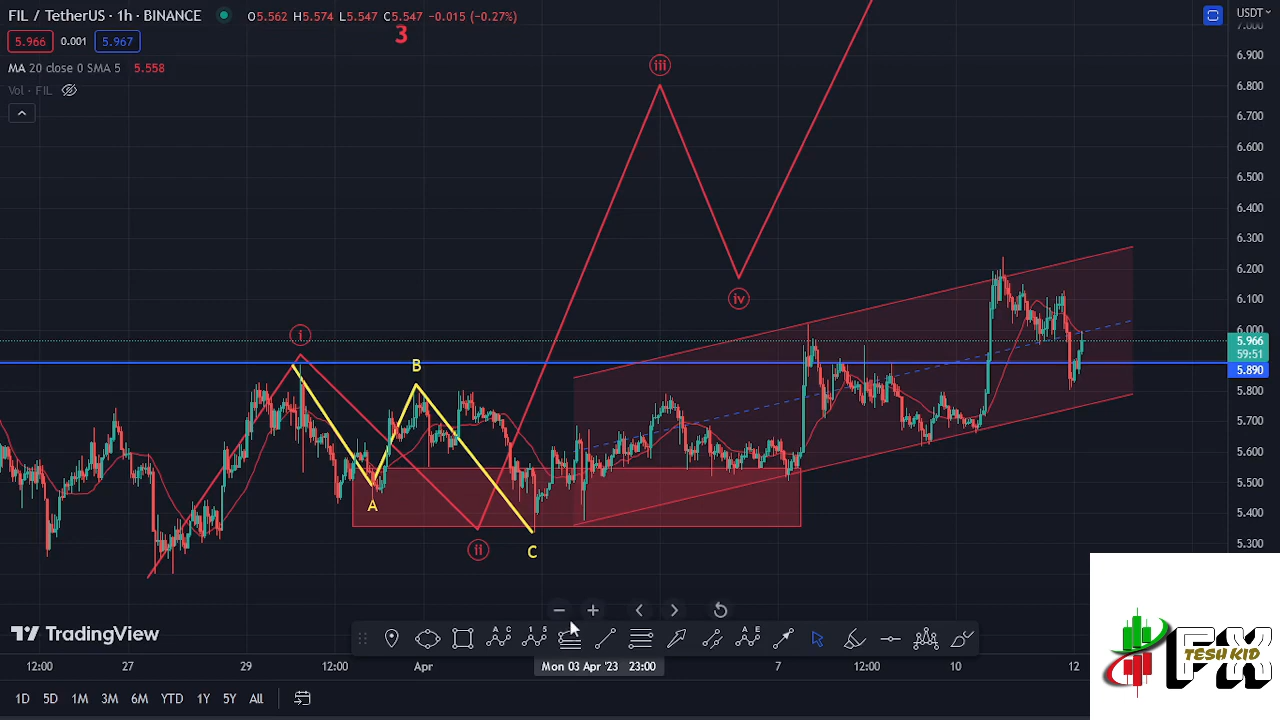 FIL / TetherUS · 1h · BINANCE O5.562 H5.574 L5.547 C5.547 -0.015 (-0.27%)
5.966 0.001 5.967
3
MA 20 close 0 SMA 5 5.558
Vol · FIL
USDT
7.000
6.900
6.800
6.700
6.600
6.500
6.400
6.300
6.200
6.100
6.000
5.966
59:51
5.890
5.800
5.700
5.600
5.500
5.400
5.300
iii
iv
i
B
A
ii
C
TradingView
A C
1 5
A E
12:00 27 29 12:00 Apr Mon 03 Apr '23 23:00 7 12:00 10 12
1D 5D 1M 3M 6M YTD 1Y 5Y All
FX
TESH KID